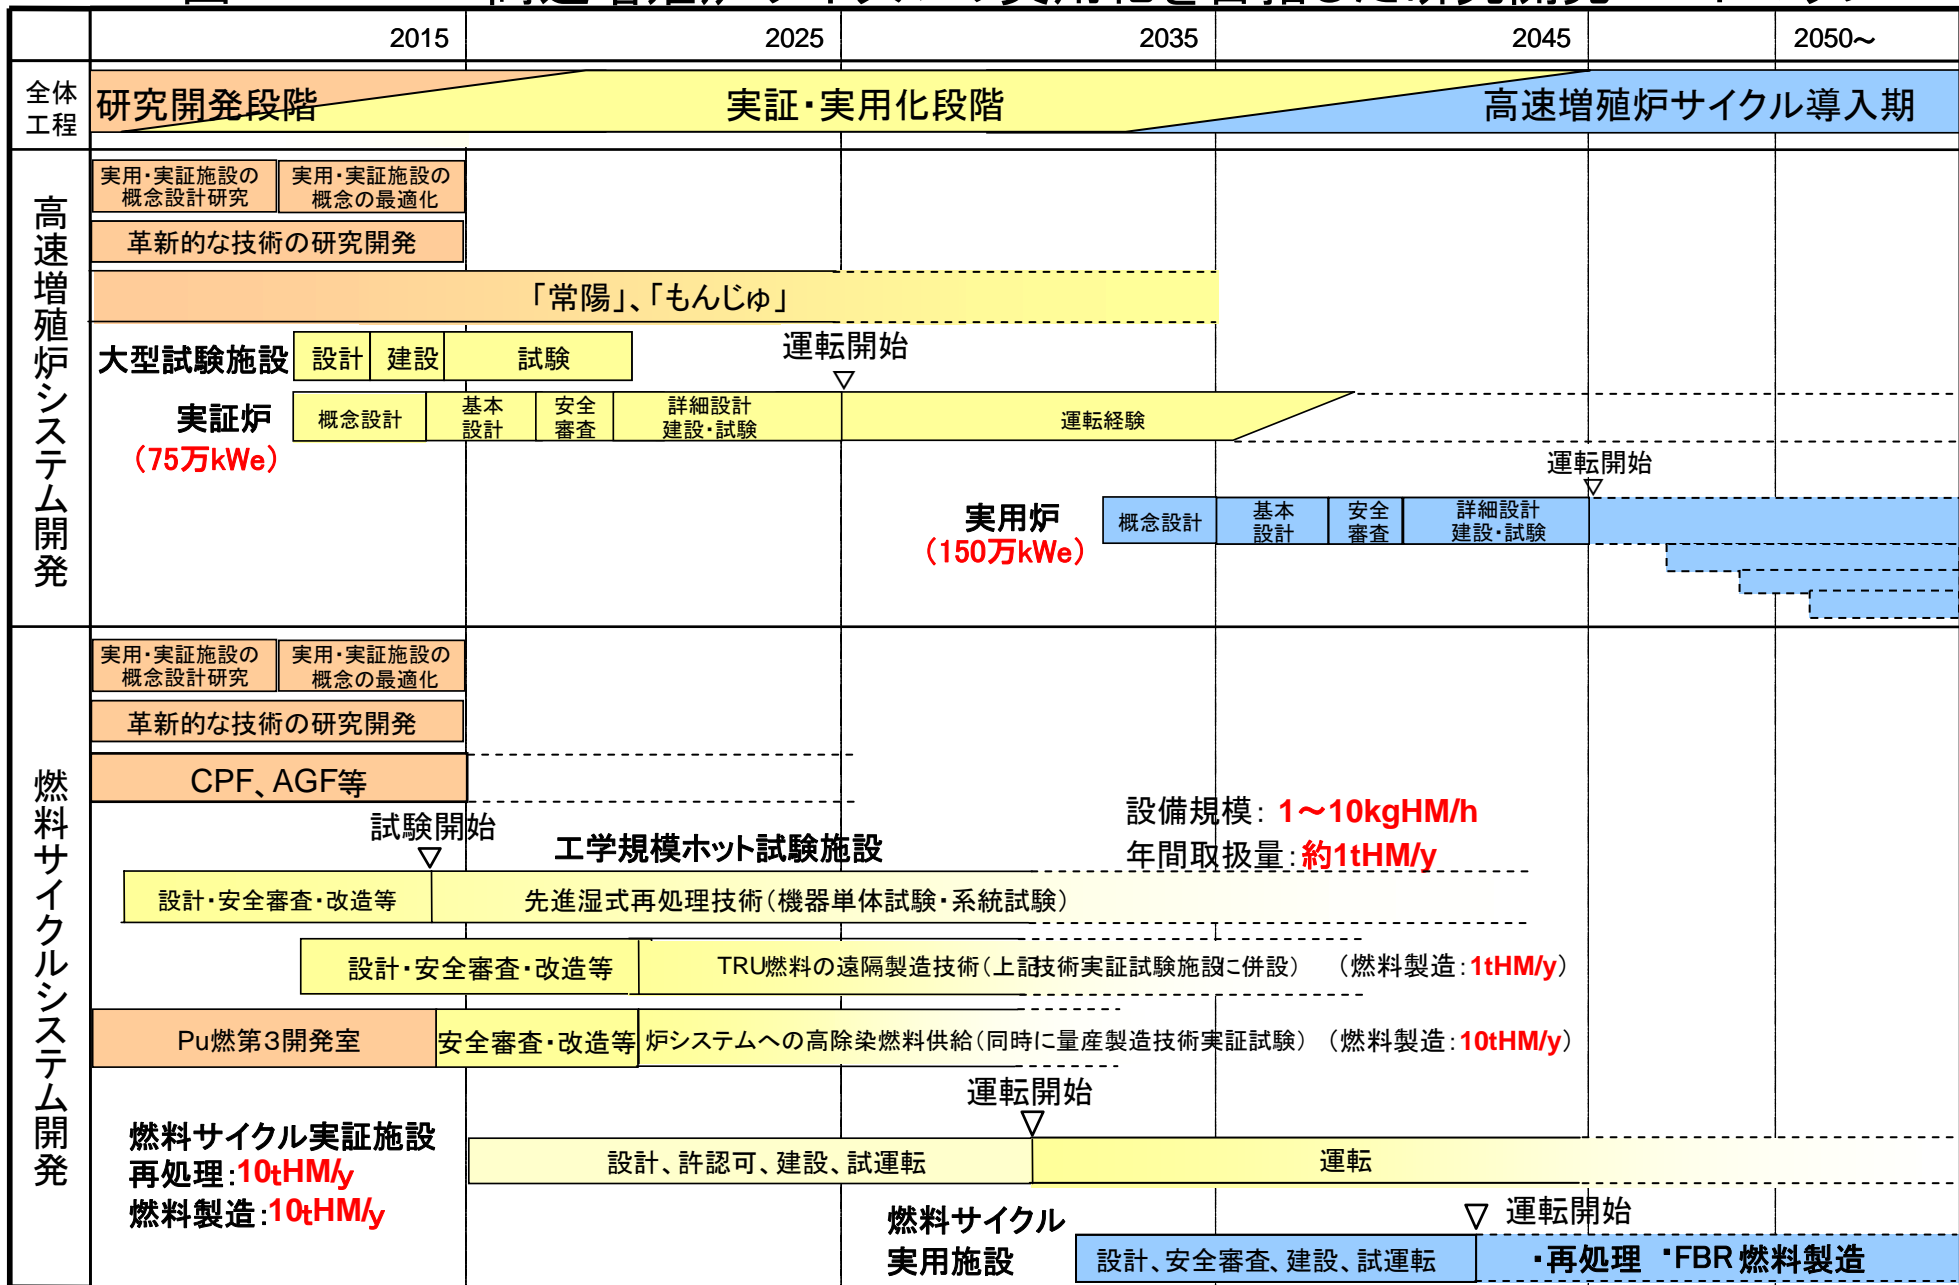 2015
2025
2035
2045
2050～
全体
工程
研究開発段階
実証・実用化段階
高速増殖炉サイクル導入期
高速増殖炉システム開発
実用・実証施設の
概念設計研究
実用・実証施設の
概念の最適化
革新的な技術の研究開発
「常陽」、「もんじゅ」
大型試験施設
設計
建設
試験
運転開始
実証炉
（75万kWe）
概念設計
基本
設計
安全
審査
詳細設計
建設・試験
運転経験
運転開始
実用炉
（150万kWe）
概念設計
基本
設計
安全
審査
詳細設計
建設・試験
燃料サイクルシステム開発
実用・実証施設の
概念設計研究
実用・実証施設の
概念の最適化
革新的な技術の研究開発
CPF、AGF等
試験開始
工学規模ホット試験施設
設備規模：1～10kgHM/h
年間取扱量：約1tHM/y
設計・安全審査・改造等
先進湿式再処理技術（機器単体試験・系統試験）
設計・安全審査・改造等
TRU燃料の遠隔製造技術（上記技術実証試験施設に併設）
（燃料製造：1tHM/y）
Pu燃第3開発室
安全審査・改造等
炉システムへの高除染燃料供給（同時に量産製造技術実証試験）
（燃料製造：10tHM/y）
運転開始
燃料サイクル実証施設
再処理：10tHM/y
燃料製造：10tHM/y
設計、許認可、建設、試運転
運転
運転開始
燃料サイクル
実用施設
設計、安全審査、建設、試運転
・再処理 ・FBR燃料製造